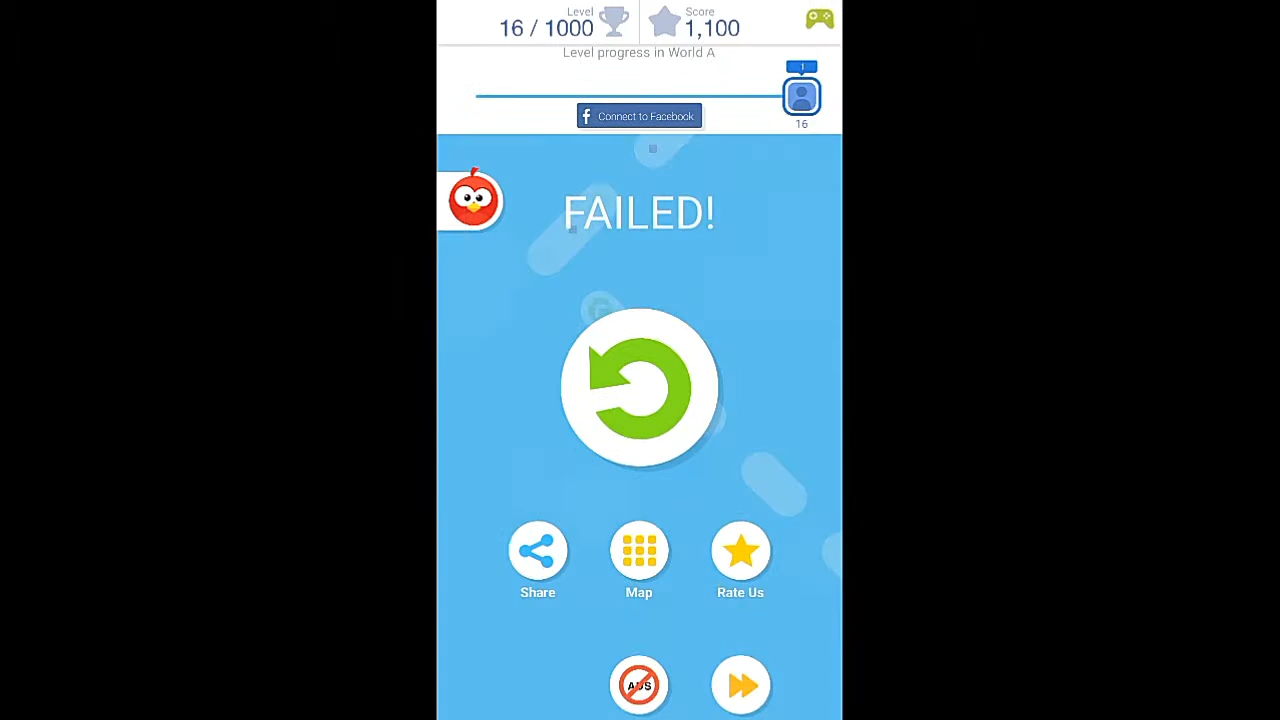 Level
16 / 1000
Score
1,100
Level progress in World A
1
Connect to Facebook
16
FAILED!
Share
Map
Rate Us
ADS